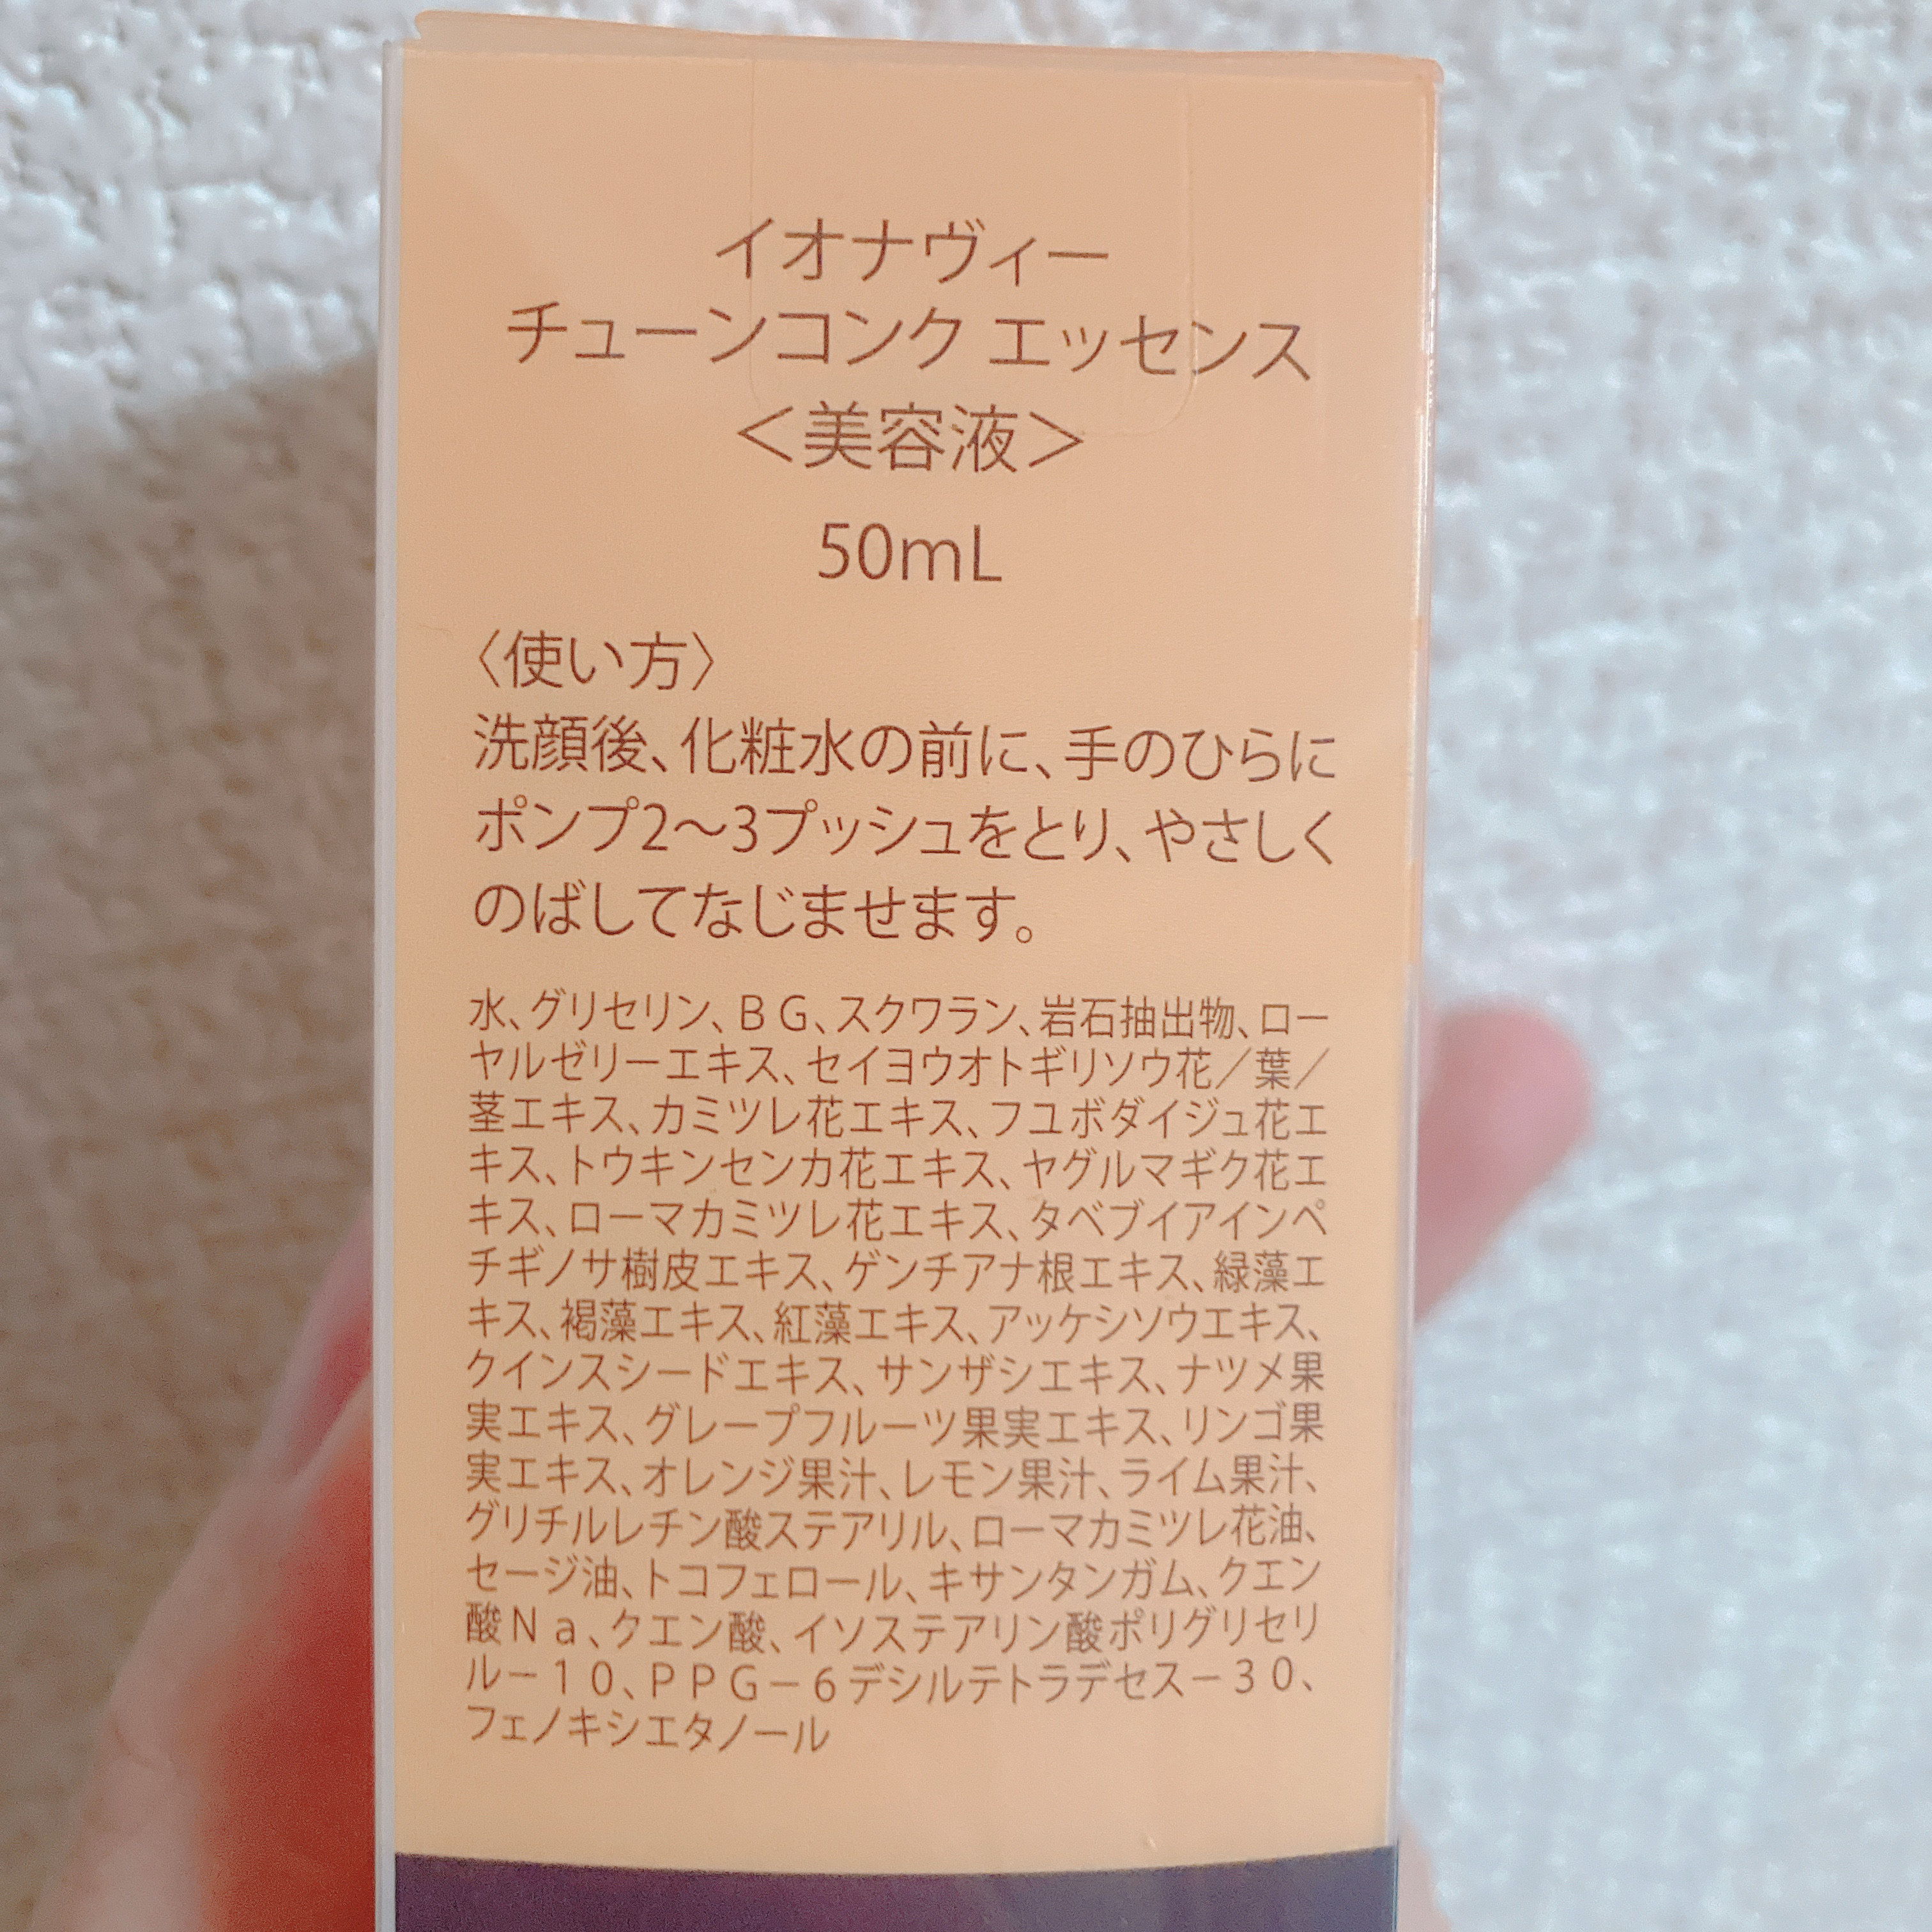 イオナヴィー
チューンコンク エッセンス
＜美容液＞
50mL
〈使い方〉
洗顔後、化粧水の前に、手のひらに
ポンプ2～3プッシュをとり、やさしく
のばしてなじませます。
水、グリセリン、ＢＧ、スクワラン、岩石抽出物、ロー
ヤルゼリーエキス、セイヨウオトギリソウ花／葉／
茎エキス、カミツレ花エキス、フユボダイジュ花エ
キス、トウキンセンカ花エキス、ヤグルマギク花エ
キス、ローマカミツレ花エキス、タベブイアインペ
チギノサ樹皮エキス、ゲンチアナ根エキス、緑藻エ
キス、褐藻エキス、紅藻エキス、アッケシソウエキス、
クインスシードエキス、サンザシエキス、ナツメ果
実エキス、グレープフルーツ果実エキス、リンゴ果
実エキス、オレンジ果汁、レモン果汁、ライム果汁、
グリチルレチン酸ステアリル、ローマカミツレ花油、
セージ油、トコフェロール、キサンタンガム、クエン
酸Ｎａ、クエン酸、イソステアリン酸ポリグリセリ
ル－１０、ＰＰＧ－６デシルテトラデセス－３０、
フェノキシエタノール